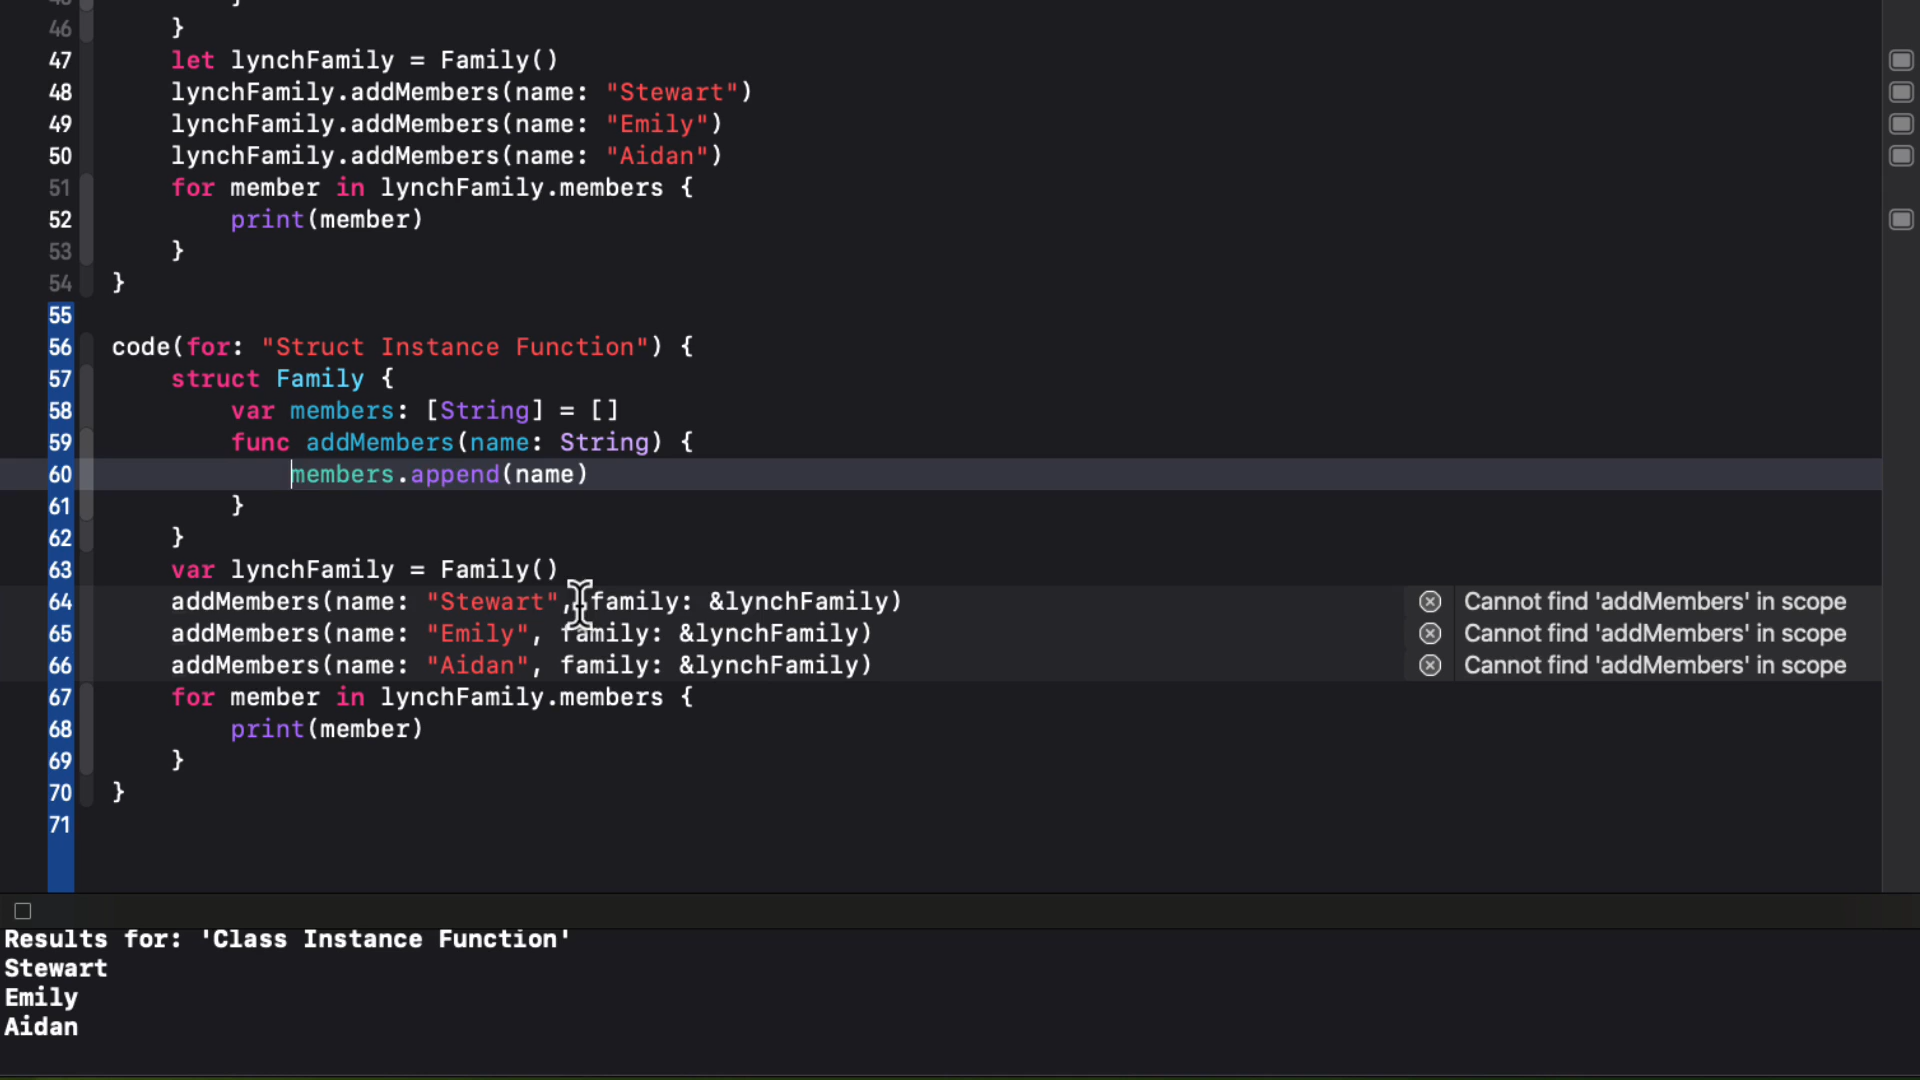 46 }
47 let lynchFamily = Family()
48 lynchFamily.addMembers(name: "Stewart")
49 lynchFamily.addMembers(name: "Emily")
50 lynchFamily.addMembers(name: "Aidan")
51 for member in lynchFamily.members {
52 print(member)
53 }
54 }
55
56 code(for: "Struct Instance Function") {
57 struct Family {
58 var members: [String] = []
59 func addMembers(name: String) {
60 members.append(name)
61 }
62 }
63 var lynchFamily = Family()
64 addMembers(name: "Stewart", family: &lynchFamily) Cannot find 'addMembers' in scope
65 addMembers(name: "Emily", family: &lynchFamily) Cannot find 'addMembers' in scope
66 addMembers(name: "Aidan", family: &lynchFamily) Cannot find 'addMembers' in scope
67 for member in lynchFamily.members {
68 print(member)
69 }
70 }
71
Results for: 'Class Instance Function'
Stewart
Emily
Aidan